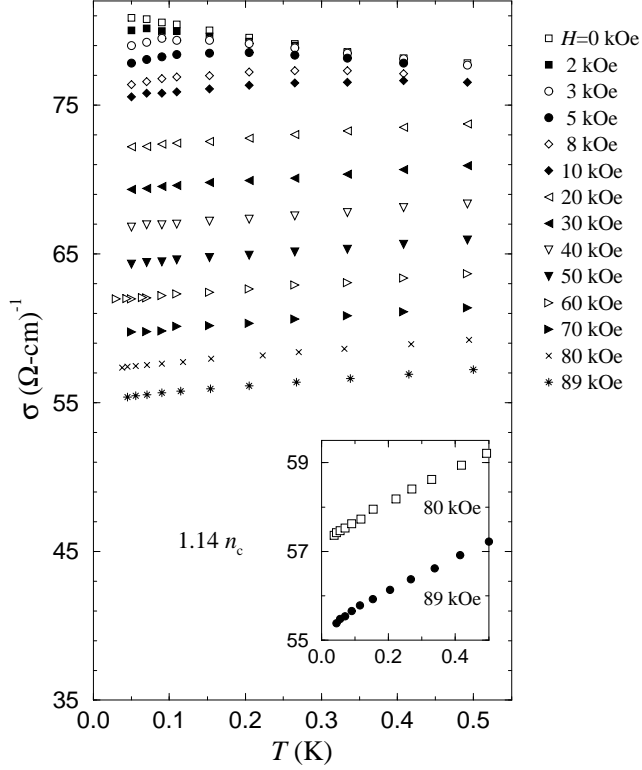 75
65
55
45
35
σ (Ω-cm)⁻¹
0.0 0.1 0.2 0.3 0.4 0.5
T (K)
1.14 n_c
H=0 kOe
2 kOe
3 kOe
5 kOe
8 kOe
10 kOe
20 kOe
30 kOe
40 kOe
50 kOe
60 kOe
70 kOe
80 kOe
89 kOe
59
57
55
80 kOe
89 kOe
0.0 0.2 0.4